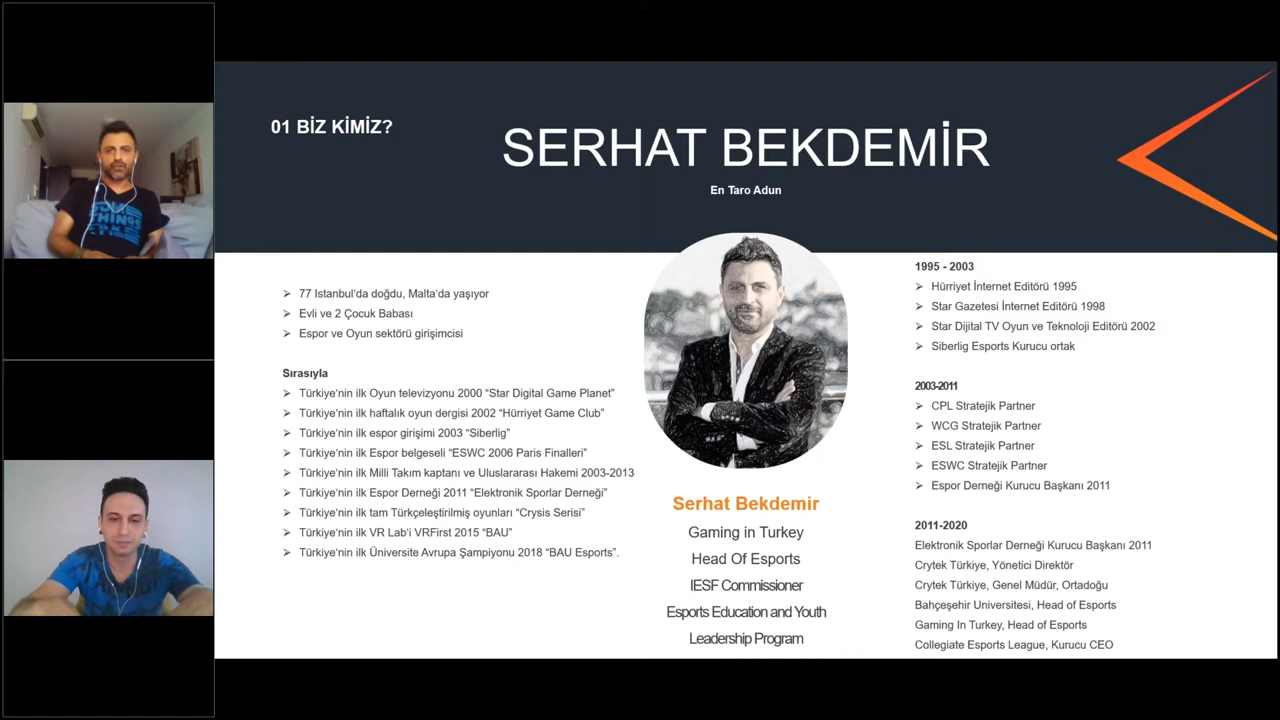 01 BİZ KİMİZ?
SERHAT BEKDEMİR
En Taro Adun
77 Istanbul'da doğdu, Malta'da yaşıyor
Evli ve 2 Çocuk Babası
Espor ve Oyun sektörü girişimcisi
Sırasıyla
Türkiye'nin ilk Oyun televizyonu 2000 “Star Digital Game Planet”
Türkiye'nin ilk haftalık oyun dergisi 2002 “Hürriyet Game Club”
Türkiye'nin ilk espor girişimi 2003 “Siberlig”
Türkiye'nin ilk Espor belgeseli “ESWC 2006 Paris Finalleri”
Türkiye'nin ilk Milli Takım kaptanı ve Uluslararası Hakemi 2003-2013
Türkiye'nin ilk Espor Derneği 2011 “Elektronik Sporlar Derneği”
Türkiye'nin ilk tam Türkçeleştirilmiş oyunları “Crysis Serisi”
Türkiye'nin ilk VR Lab'i VRFirst 2015 “BAU”
Türkiye'nin ilk Üniversite Avrupa Şampiyonu 2018 “BAU Esports”.
Serhat Bekdemir
Gaming in Turkey
Head Of Esports
IESF Commissioner
Esports Education and Youth
Leadership Program
1995 - 2003
Hürriyet İnternet Editörü 1995
Star Gazetesi İnternet Editörü 1998
Star Dijital TV Oyun ve Teknoloji Editörü 2002
Siberlig Esports Kurucu ortak
2003-2011
CPL Stratejik Partner
WCG Stratejik Partner
ESL Stratejik Partner
ESWC Stratejik Partner
Espor Derneği Kurucu Başkanı 2011
2011-2020
Elektronik Sporlar Derneği Kurucu Başkanı 2011
Crytek Türkiye, Yönetici Direktör
Crytek Türkiye, Genel Müdür, Ortadoğu
Bahçeşehir Universitesi, Head of Esports
Gaming In Turkey, Head of Esports
Collegiate Esports League, Kurucu CEO